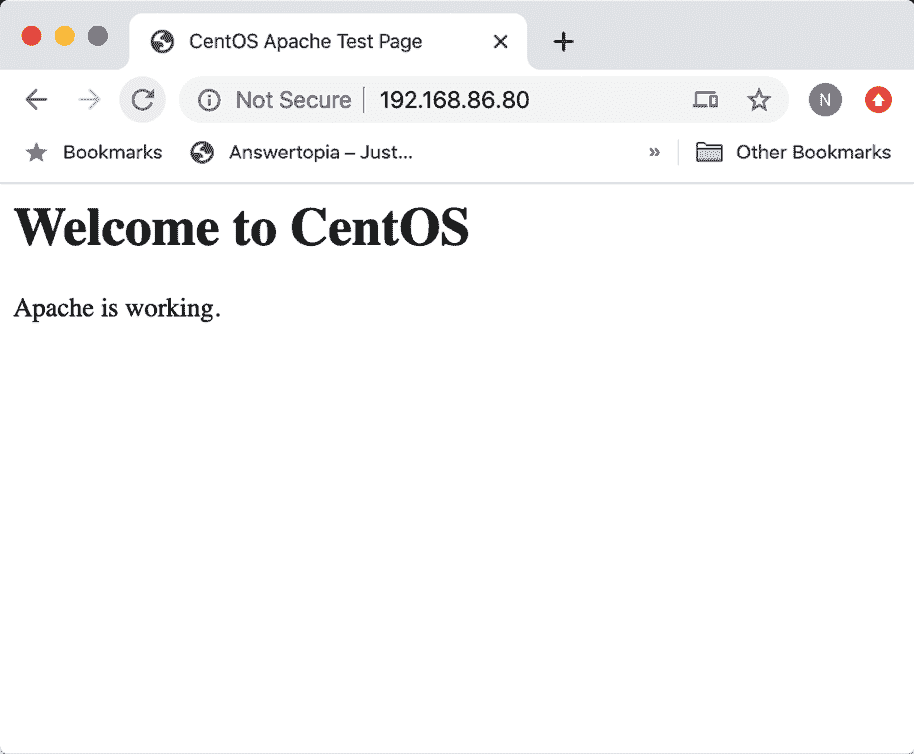 CentOS Apache Test Page
Not Secure 192.168.86.80
N
Bookmarks Answertopia – Just... » Other Bookmarks
Welcome to CentOS
Apache is working.